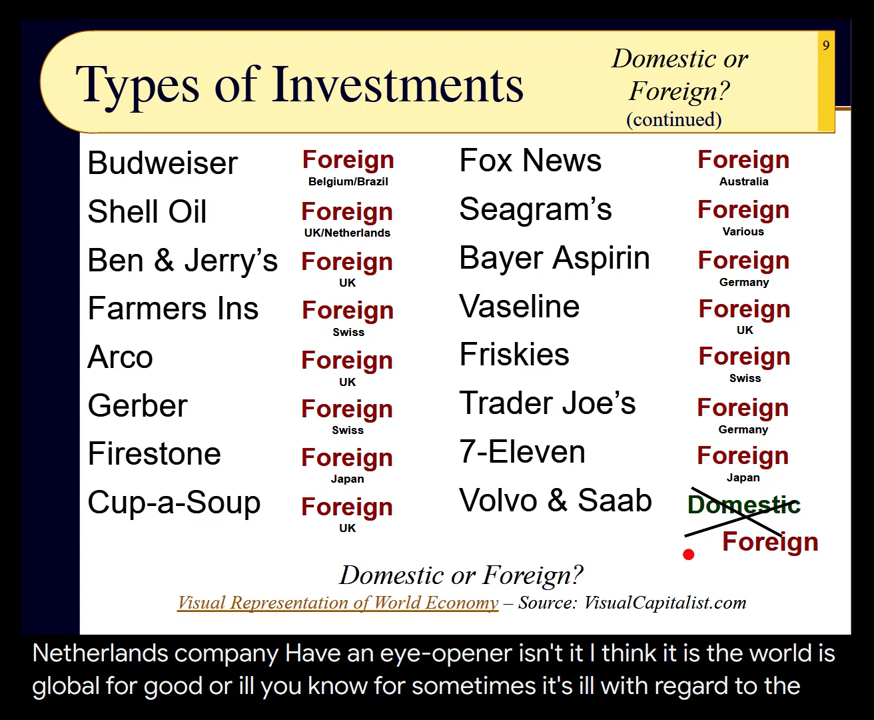 9
Types of Investments
Domestic or
Foreign?
(continued)
Budweiser
Foreign
Belgium/Brazil
Shell Oil
Foreign
UK/Netherlands
Ben & Jerry’s
Foreign
UK
Farmers Ins
Foreign
Swiss
Arco
Foreign
UK
Gerber
Foreign
Swiss
Firestone
Foreign
Japan
Cup-a-Soup
Foreign
UK
Fox News
Foreign
Australia
Seagram’s
Foreign
Various
Bayer Aspirin
Foreign
Germany
Vaseline
Foreign
UK
Friskies
Foreign
Swiss
Trader Joe’s
Foreign
Germany
7-Eleven
Foreign
Japan
Volvo & Saab
Domestic
Foreign
Domestic or Foreign?
Visual Representation of World Economy – Source: VisualCapitalist.com
Netherlands company Have an eye-opener isn't it I think it is the world is
global for good or ill you know for sometimes it's ill with regard to the